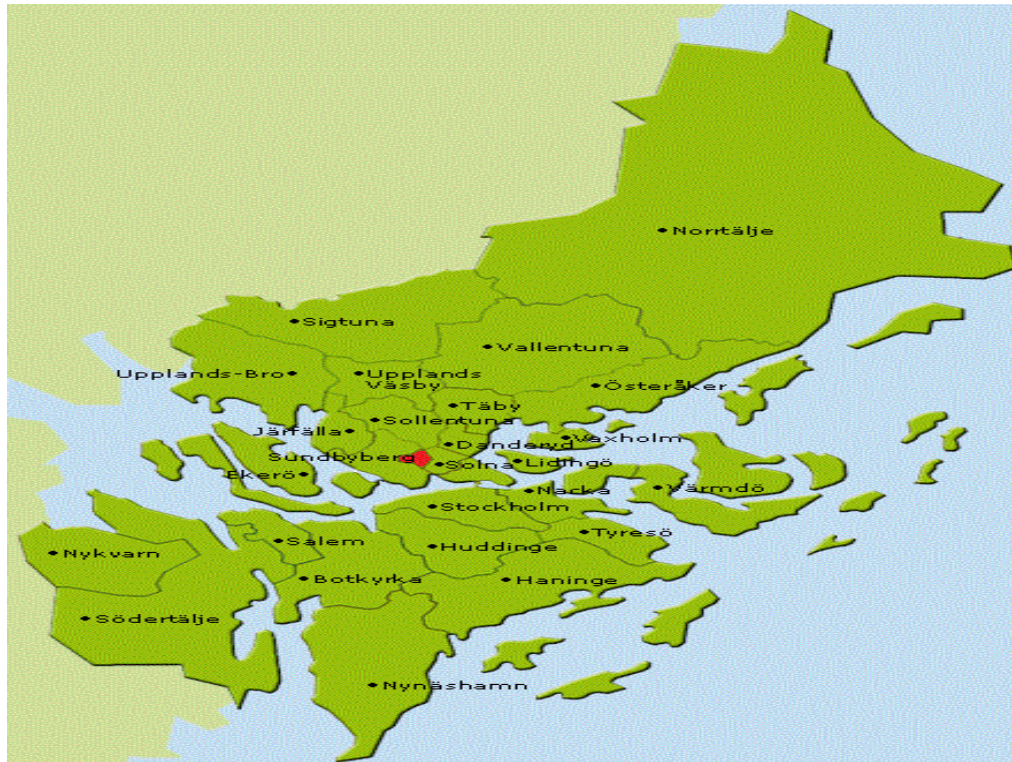 Norrtälje
Sigtuna
Vallentuna
Upplands-Bro
Upplands
Väsby
Österåker
Täby
Sollentuna
Järfälla
Danderyd
Vaxholm
Sundbyberg
Solna
Lidingö
Ekerö
Nacka
Värmdö
Stockholm
Tyresö
Salem
Huddinge
Nykvarn
Botkyrka
Haninge
Södertälje
Nynäshamn